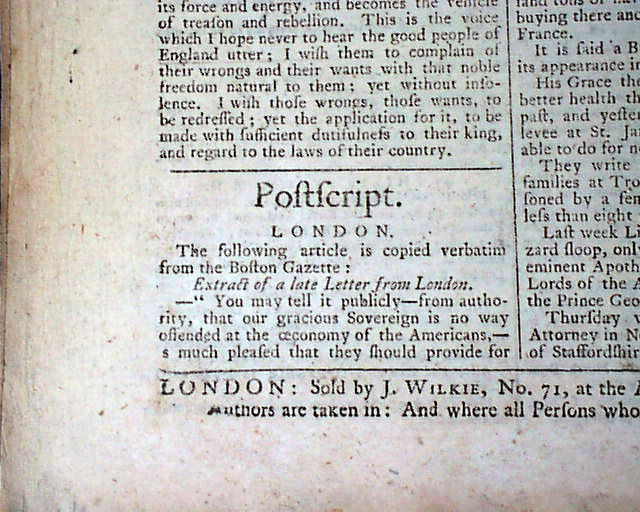 its force and energy, and becomes the vehicle
of treaſon and rebellion. This is the voice
which I hope never to hear the good people of
England utter; I wiſh them to complain of
their wrongs and their wants with that noble
freedom natural to them; yet without inſo-
lence. I wiſh thoſe wrongs, thoſe wants, to
be redreſſed; yet the application for it, to be
made with ſufficient dutifulneſs to their king,
and regard to the laws of their country.
Poſtſcript.
LONDON.
The following article is copied verbatim
from the Boſton Gazette:
Extract of a late Letter from London.
—“ You may tell it publicly—from autho-
rity, that our gracious Sovereign is no way
offended at the œconomy of the Americans,—
s much pleaſed that they ſhould provide for
buying there an
France.
It is ſaid a B
its appearance in
His Grace th
better health th
paſt, and yeſte
levee at St. Ja
able to do for n
They write
families at Tro
ſoned by a fen
leſs than eight
Laſt week Li
zard ſloop, onl
eminent Apoth
Lords of the A
the Prince Geo
Thurſday v
Attorney in N
of Staffordſhir
LONDON: Sold by J. WILKIE, No. 71, at the
Authors are taken in: And where all Perſons who